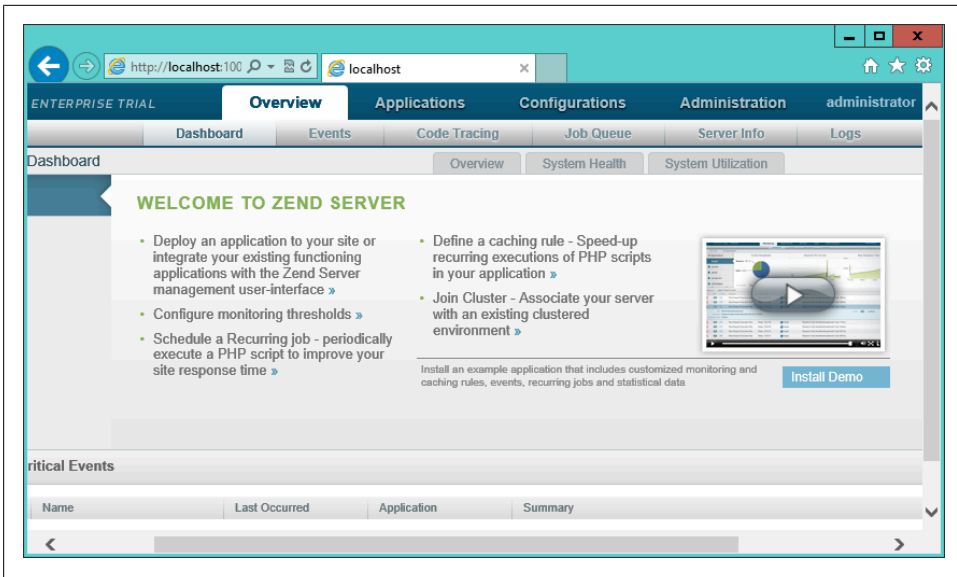 http://localhost:100
localhost
ENTERPRISE TRIAL
Overview
Applications
Configurations
Administration
administrator
Dashboard
Events
Code Tracing
Job Queue
Server Info
Logs
Dashboard
Overview
System Health
System Utilization
WELCOME TO ZEND SERVER
• Deploy an application to your site or
integrate your existing functioning
applications with the Zend Server
management user-interface »
• Configure monitoring thresholds »
• Schedule a Recurring job - periodically
execute a PHP script to improve your
site response time »
• Define a caching rule - Speed-up
recurring executions of PHP scripts
in your application »
• Join Cluster - Associate your server
with an existing clustered
environment »
Install an example application that includes customized monitoring and
caching rules, events, recurring jobs and statistical data
Install Demo
ritical Events
Name
Last Occurred
Application
Summary